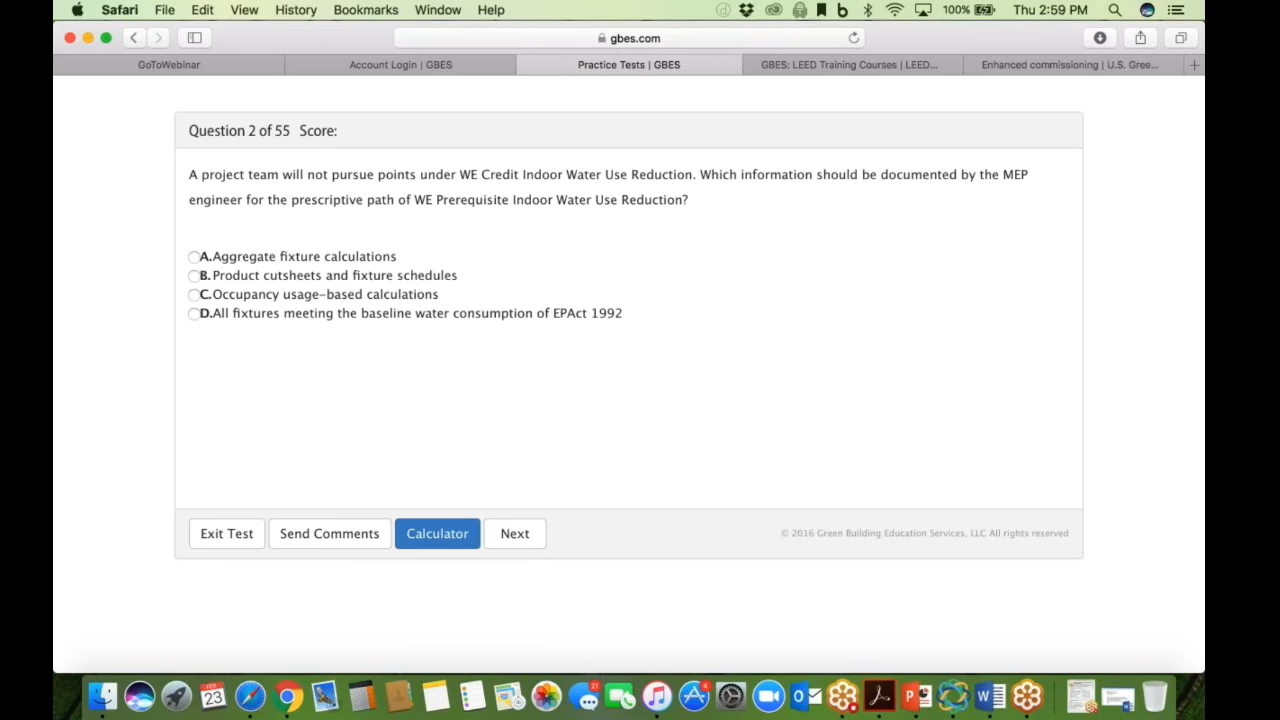 Safari File Edit View History Bookmarks Window Help 100% Thu 2:59 PM
gbes.com
GoToWebinar Account Login | GBES Practice Tests | GBES GBES: LEED Training Courses | LEED... Enhanced commissioning | U.S. Gree...
Question 2 of 55 Score:
A project team will not pursue points under WE Credit Indoor Water Use Reduction. Which information should be documented by the MEP
engineer for the prescriptive path of WE Prerequisite Indoor Water Use Reduction?
A. Aggregate fixture calculations
B. Product cutsheets and fixture schedules
C. Occupancy usage-based calculations
D. All fixtures meeting the baseline water consumption of EPAct 1992
Exit Test Send Comments Calculator Next © 2016 Green Building Education Services, LLC All rights reserved
23 21